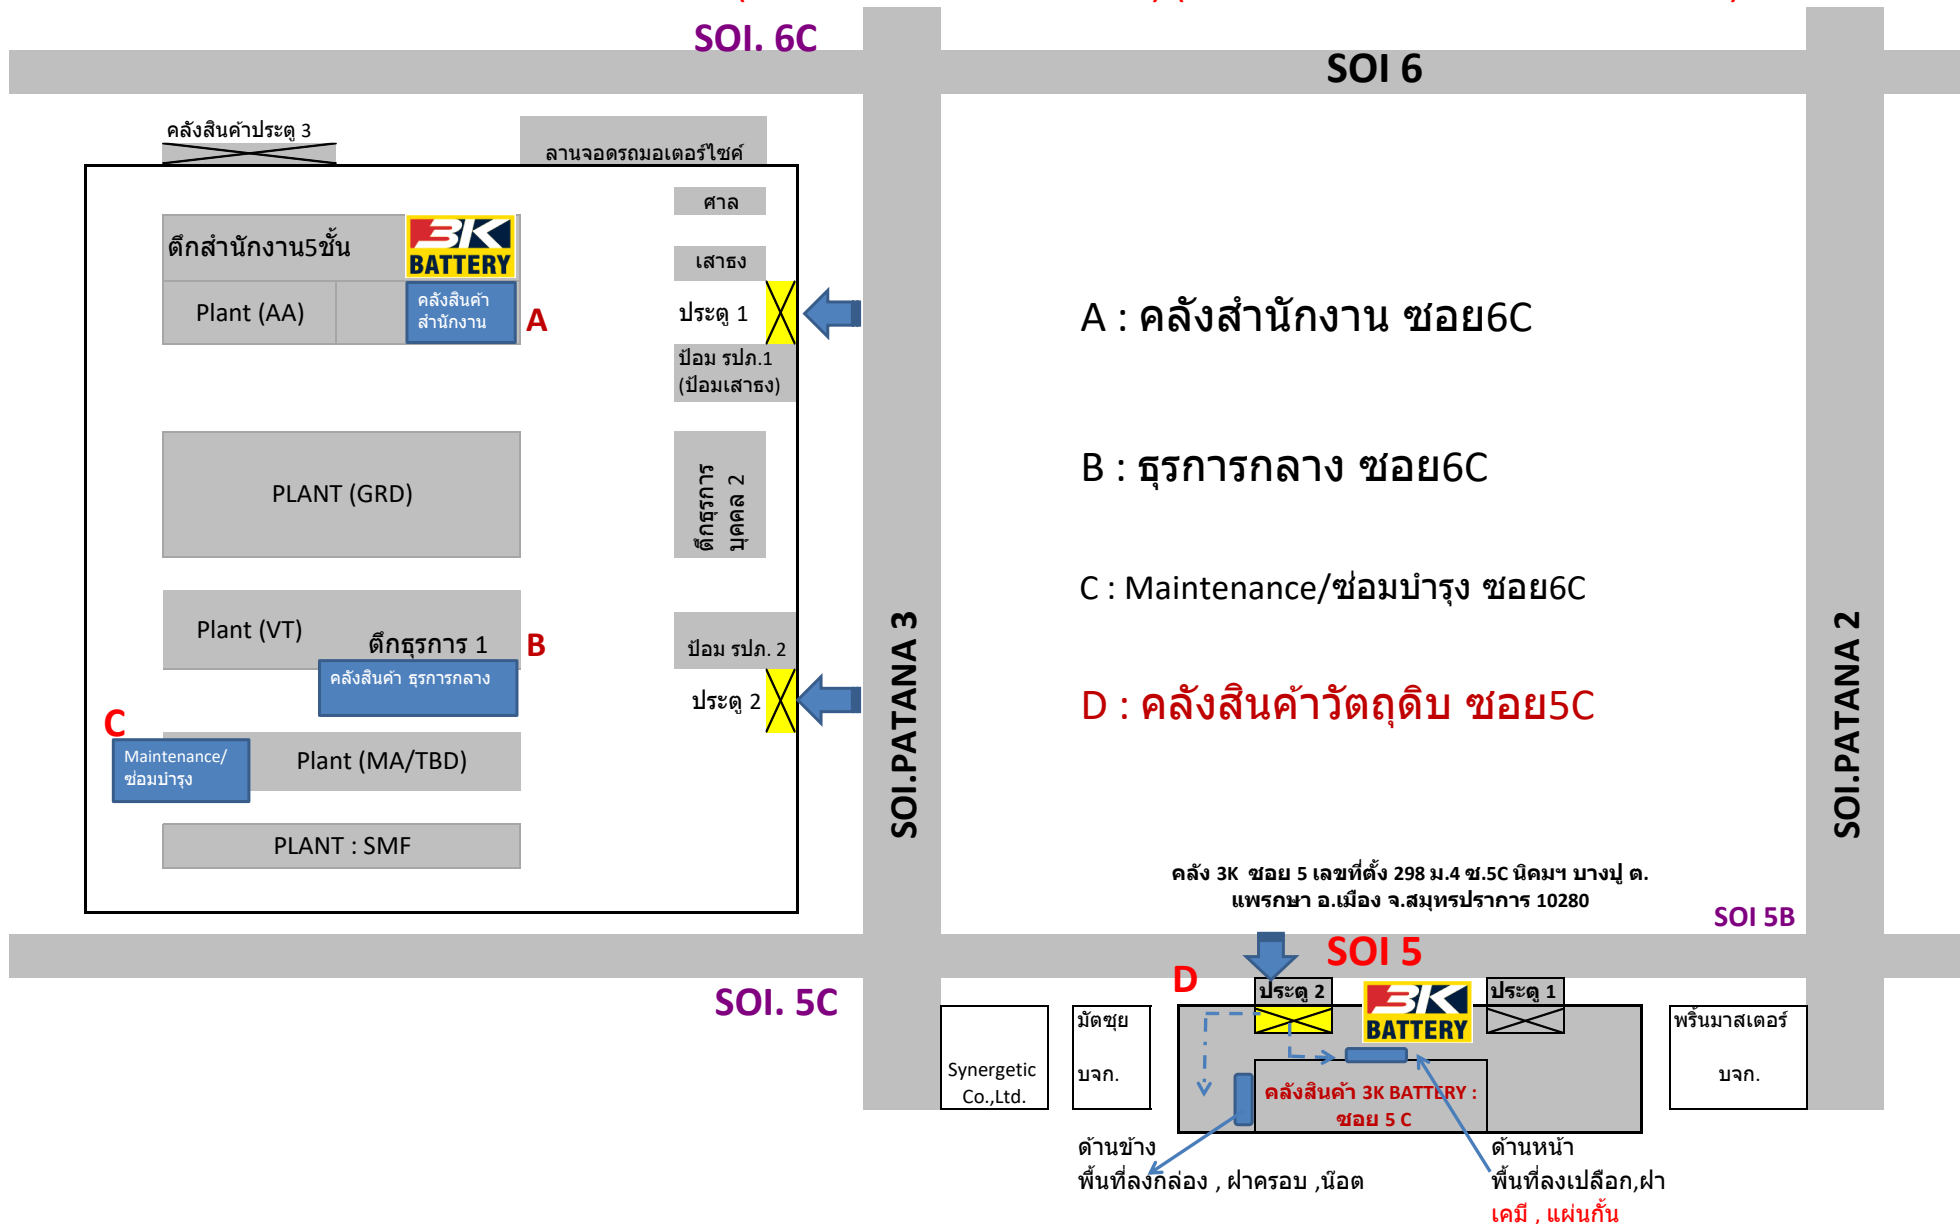 SOI. 6C
SOI 6
คลังสินค้าประตู 3
ลานจอดรถมอเตอร์ไซค์
ศาล
ตึกสำนักงาน5ชั้น
3K
BATTERY
เสาธง
Plant (AA)
คลังสินค้า
สำนักงาน
A
ประตู 1
A : คลังสำนักงาน ซอย6C
ป้อม รปภ.1
(ป้อมเสาธง)
PLANT (GRD)
ตึกธุรการ
บุคคล 2
B : ธุรการกลาง ซอย6C
C : Maintenance/ซ่อมบำรุง ซอย6C
Plant (VT)
ตึกธุรการ 1
B
ป้อม รปภ. 2
คลังสินค้า ธุรการกลาง
ประตู 2
SOI.PATANA 3
D : คลังสินค้าวัตถุดิบ ซอย5C
SOI.PATANA 2
C
Maintenance/
ซ่อมบำรุง
Plant (MA/TBD)
PLANT : SMF
คลัง 3K ซอย 5 เลขที่ตั้ง 298 ม.4 ซ.5C นิคมฯ บางปู ต.
แพรกษา อ.เมือง จ.สมุทรปราการ 10280
SOI 5B
SOI 5
D
SOI. 5C
ประตู 2
3K
BATTERY
ประตู 1
Synergetic
Co.,Ltd.
มัตซุย
บจก.
คลังสินค้า 3K BATTERY :
ซอย 5 C
พริ้นมาสเตอร์
บจก.
ด้านข้าง
พื้นที่ลงกล่อง , ฝาครอบ ,น๊อต
ด้านหน้า
พื้นที่ลงเปลือก,ฝา
เคมี , แผ่นกั้น